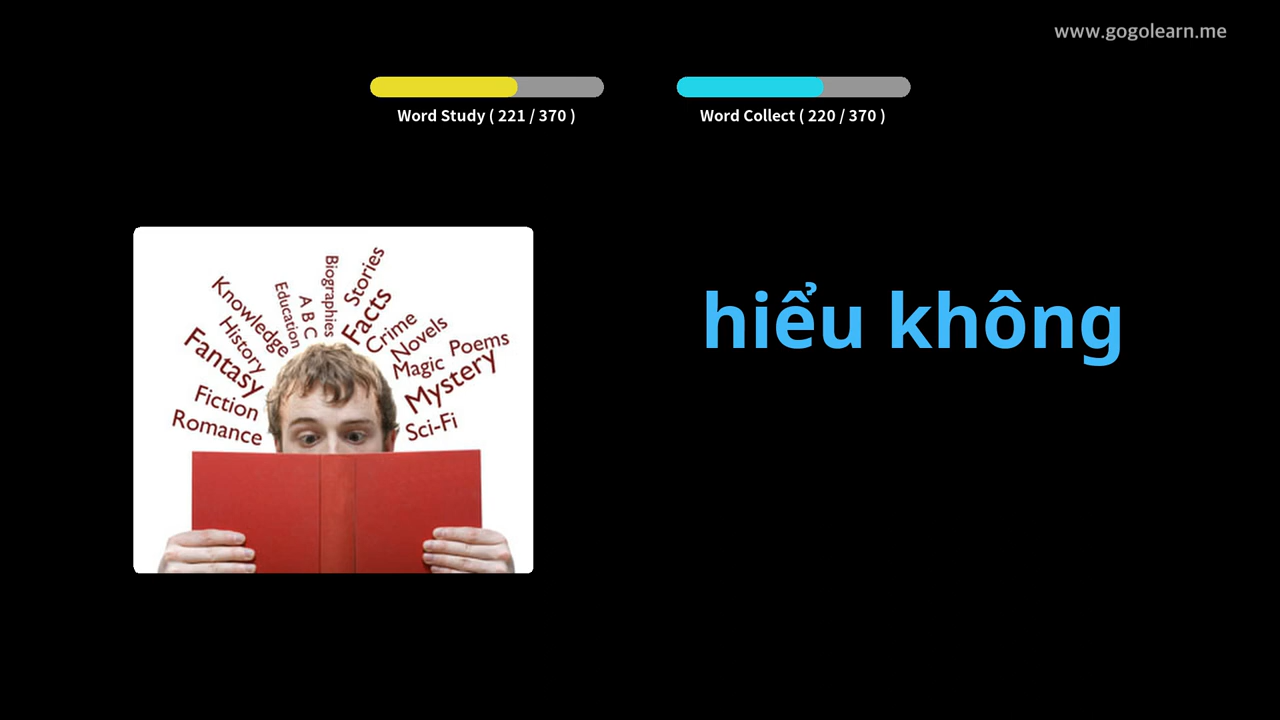 www.gogolearn.me
Word Study ( 221 / 370 )
Word Collect ( 220 / 370 )
hiểu không
Romance
Fiction
Fantasy
History
Knowledge
Education
A B C
Biographies
Stories
Facts
Crime
Novels
Magic
Poems
Mystery
Sci-Fi